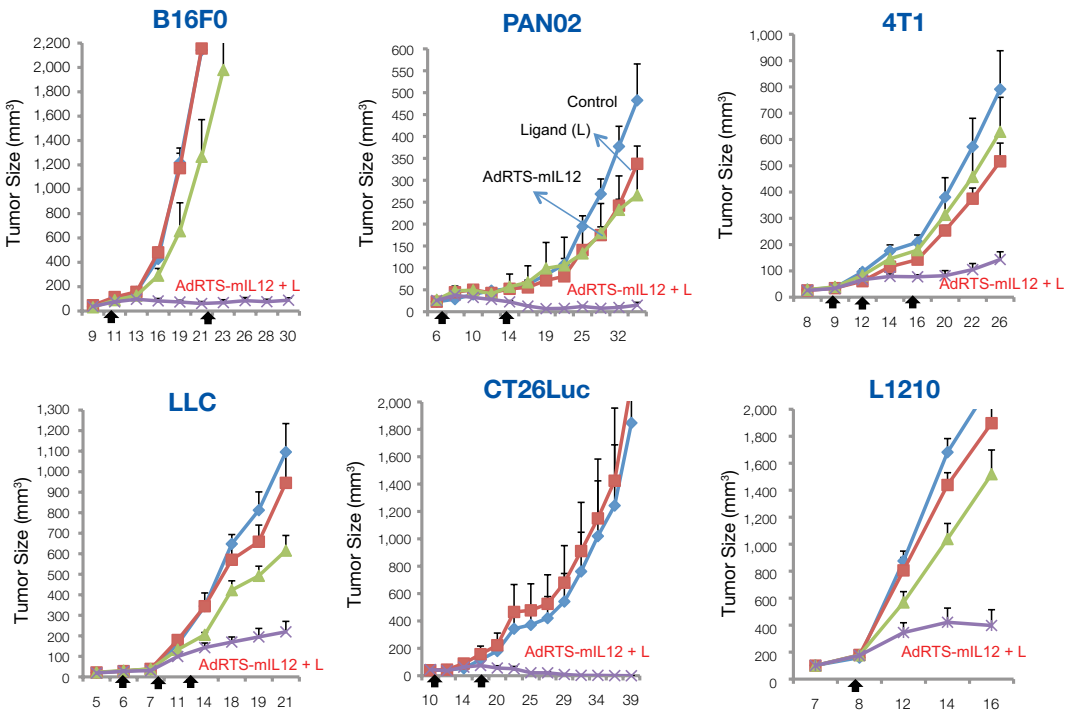 B16F0
Tumor Size (mm³)
2,200
2,000
1,800
1,600
1,400
1,200
1,000
800
600
400
200
0
AdRTS-mIL12 + L
9 11 13 16 19 21 23 26 28 30
PAN02
Tumor Size (mm³)
600
550
500
450
400
350
300
250
200
150
100
50
0
Control
Ligand (L)
AdRTS-mIL12
AdRTS-mIL12 + L
6 10 14 19 25 32
4T1
Tumor Size (mm³)
1,000
800
600
400
300
200
100
0
AdRTS-mIL12 + L
8 9 12 14 16 20 22 26
LLC
Tumor Size (mm³)
1,300
1,100
1,000
900
800
700
600
500
400
300
200
100
0
AdRTS-mIL12 + L
5 6 7 11 14 18 19 21
CT26Luc
Tumor Size (mm³)
2,000
1,800
1,600
1,400
1,200
1,000
800
600
400
200
0
AdRTS-mIL12 + L
10 14 20 25 29 34 39
L1210
Tumor Size (mm³)
2,000
1,800
1,600
1,400
1,200
1,000
800
600
400
200
0
AdRTS-mIL12 + L
7 8 12 14 16